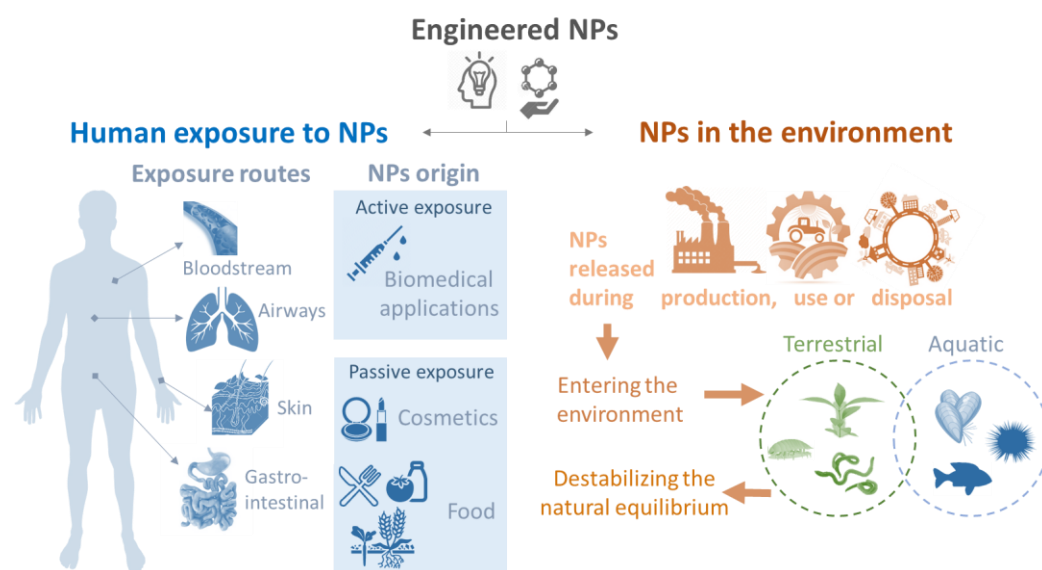 Engineered NPs
Human exposure to NPs
NPs in the environment
Exposure routes
NPs origin
Bloodstream
Airways
Skin
Gastro-
intestinal
Active exposure
Biomedical
applications
Passive exposure
Cosmetics
Food
NPs
released
during
production, use or disposal
Entering the
environment
Terrestrial
Aquatic
Destabilizing the
natural equilibrium